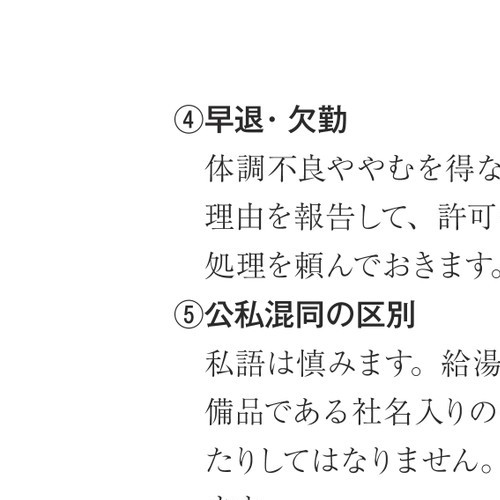 ④早退・欠勤
体調不良ややむを得な
理由を報告して、許可
処理を頼んでおきます。
⑤公私混同の区別
私語は慎みます。給湯
備品である社名入りの
たりしてはなりません。